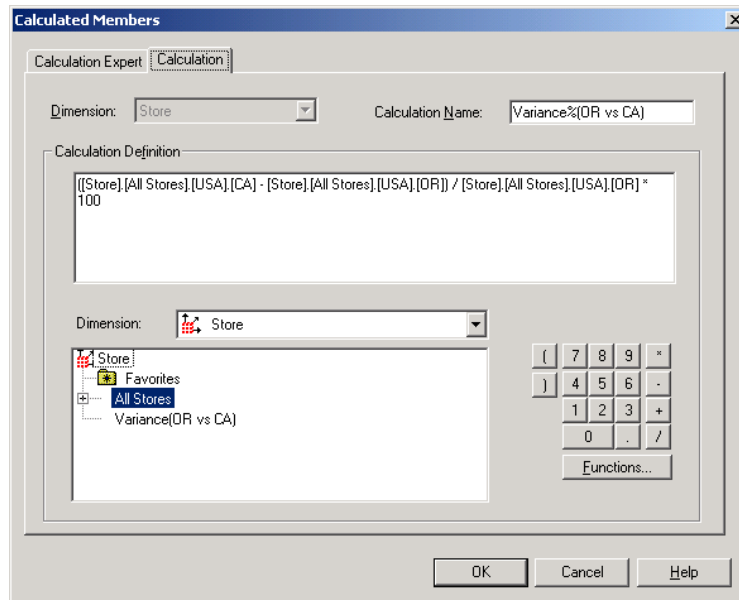 Calculated Members
Calculation Expert Calculation
Dimension: Store Calculation Name: Variance%(OR vs CA)
Calculation Definition
([Store].[All Stores].[USA].[CA] - [Store].[All Stores].[USA].[OR]) / [Store].[All Stores].[USA].[OR] *
100
Dimension: Store
Store
Favorites
All Stores
Variance(OR vs CA)
( 7 8 9 *
) 4 5 6 -
1 2 3 +
0 . /
Functions...
OK Cancel Help